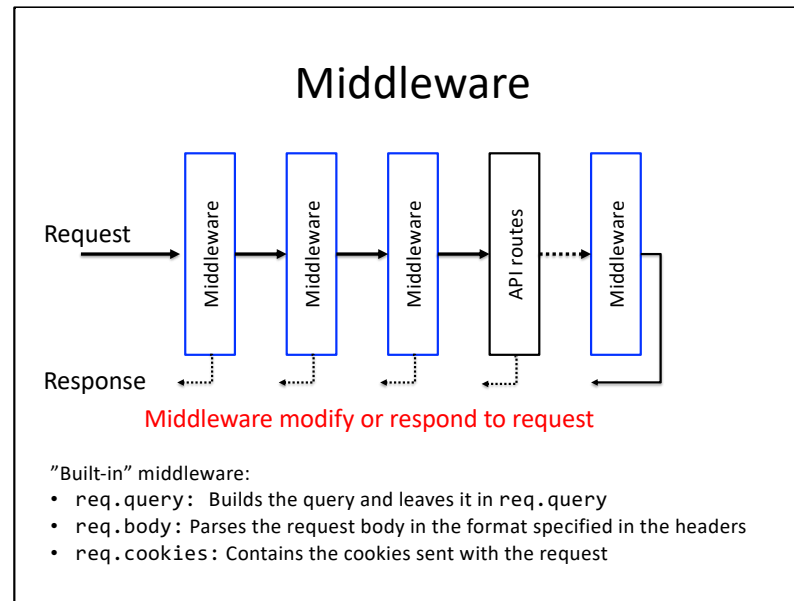 Middleware
Request
Middleware
Middleware
Middleware
API routes
Middleware
Response
Middleware modify or respond to request
”Built-in” middleware:
• req.query: Builds the query and leaves it in req.query
• req.body: Parses the request body in the format specified in the headers
• req.cookies: Contains the cookies sent with the request